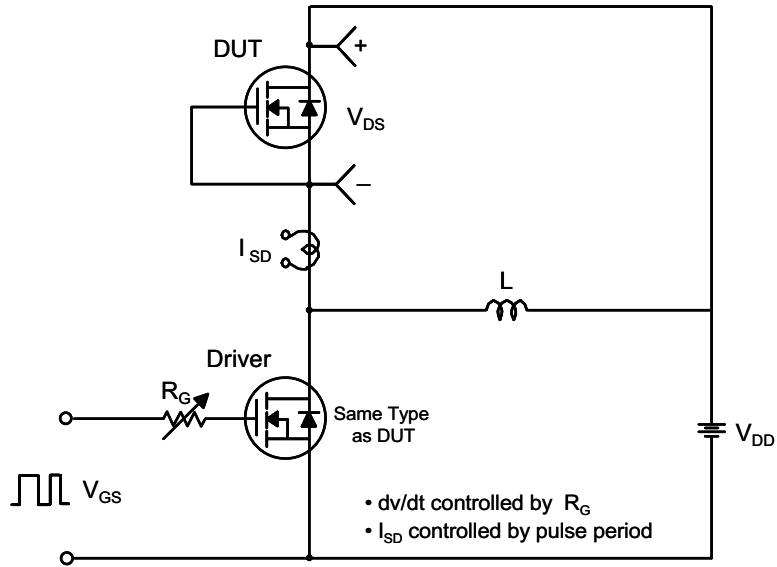 DUT
+
V_DS
–
I_SD
L
Driver
R_G
Same Type
as DUT
V_DD
V_GS
• dv/dt controlled by R_G
• I_SD controlled by pulse period